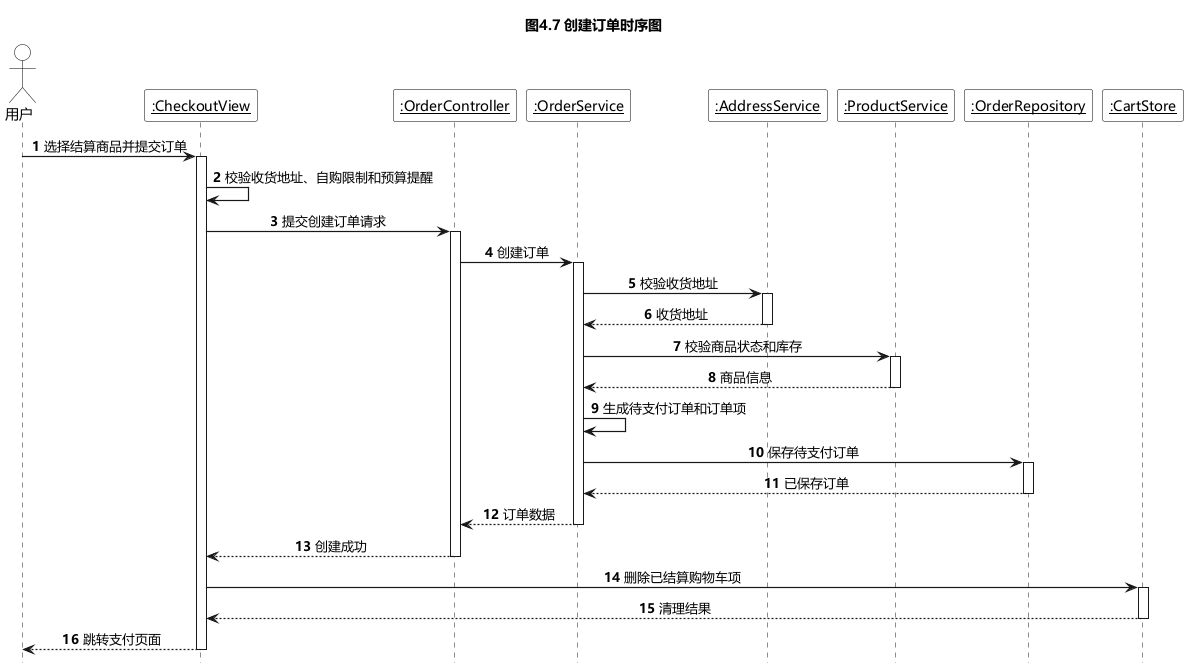 图4.7 创建订单时序图
用户
:CheckoutView
:OrderController
:OrderService
:AddressService
:ProductService
:OrderRepository
:CartStore
1 选择结算商品并提交订单
2 校验收货地址、自购限制和预算提醒
3 提交创建订单请求
4 创建订单
5 校验收货地址
6 收货地址
7 校验商品状态和库存
8 商品信息
9 生成待支付订单和订单项
10 保存待支付订单
11 已保存订单
12 订单数据
13 创建成功
14 删除已结算购物车项
15 清理结果
16 跳转支付页面